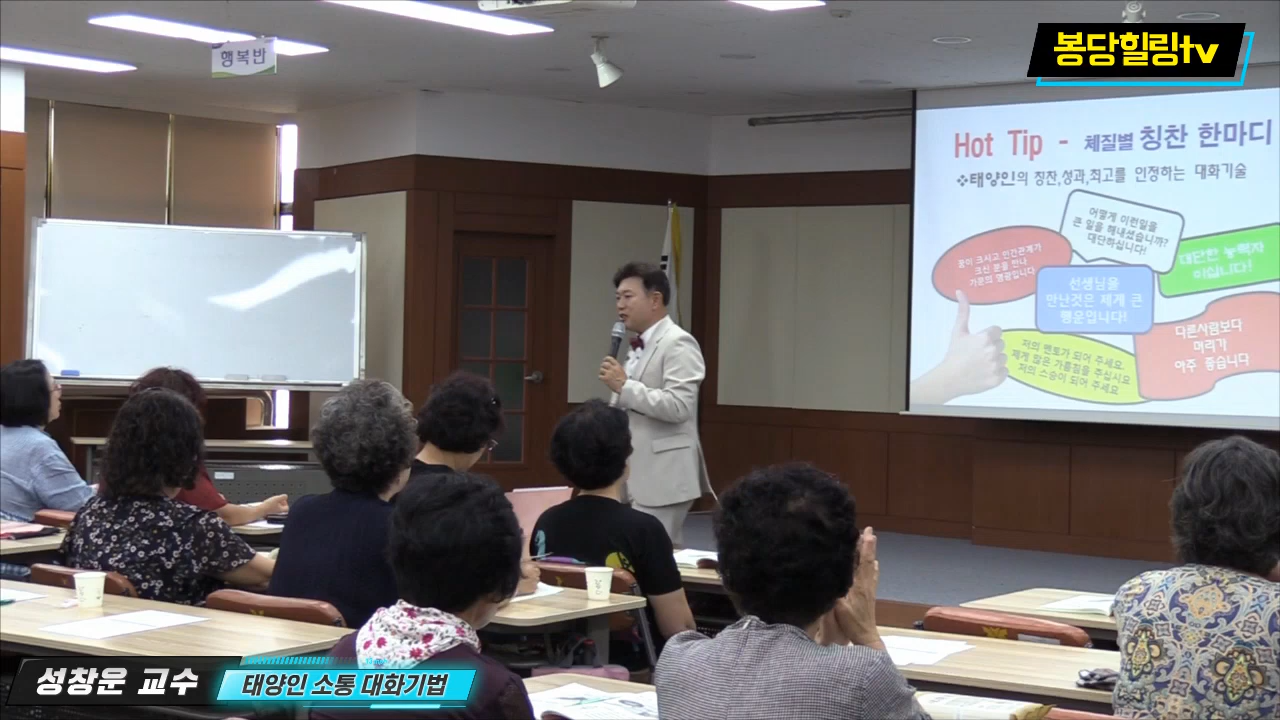 행복반
봉당힐링tv
Hot Tip - 체질별 칭찬 한마디
❖태양인의 칭찬,성과,최고를 인정하는 대화기술
어떻게 이런일을
큰 일을 해내셨습니까?
대단하십니다!
꿈이 크시고 인간관계가
크신 분을 만나
가문의 영광입니다
대단한 능력자
이십니다!
선생님을
만난것은 제게 큰
행운입니다!
저의 멘토가 되어 주세요.
제게 많은 가르침을 주십시요
저의 스승이 되어 주세요
다른사람보다
머리가
아주 좋습니다
성창운 교수
태양인 소통 대화기법